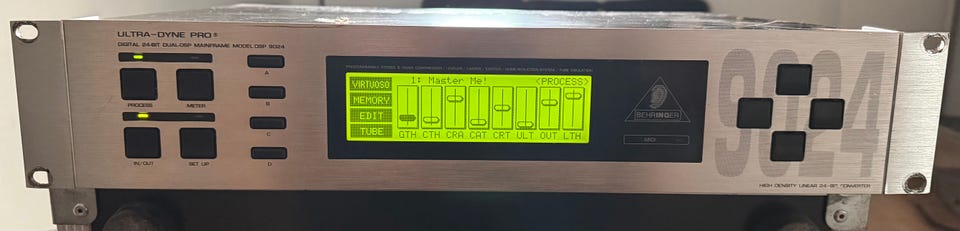 ULTRA-DYNE PRO®
DIGITAL 24-BIT DUAL-DSP MAINFRAME MODEL DSP 9024
PROCESS METER
IN/OUT SET UP
A
B
C
D
VIRTUOSO
MEMORY
EDIT
TUBE
1: Master Me! <PROCESS>
GTH CTH CRA CAT CRT ULT OUT LTH
BEHRINGER
MIDI
9024
HIGH DENSITY LINEAR 24-BIT CONVERTER